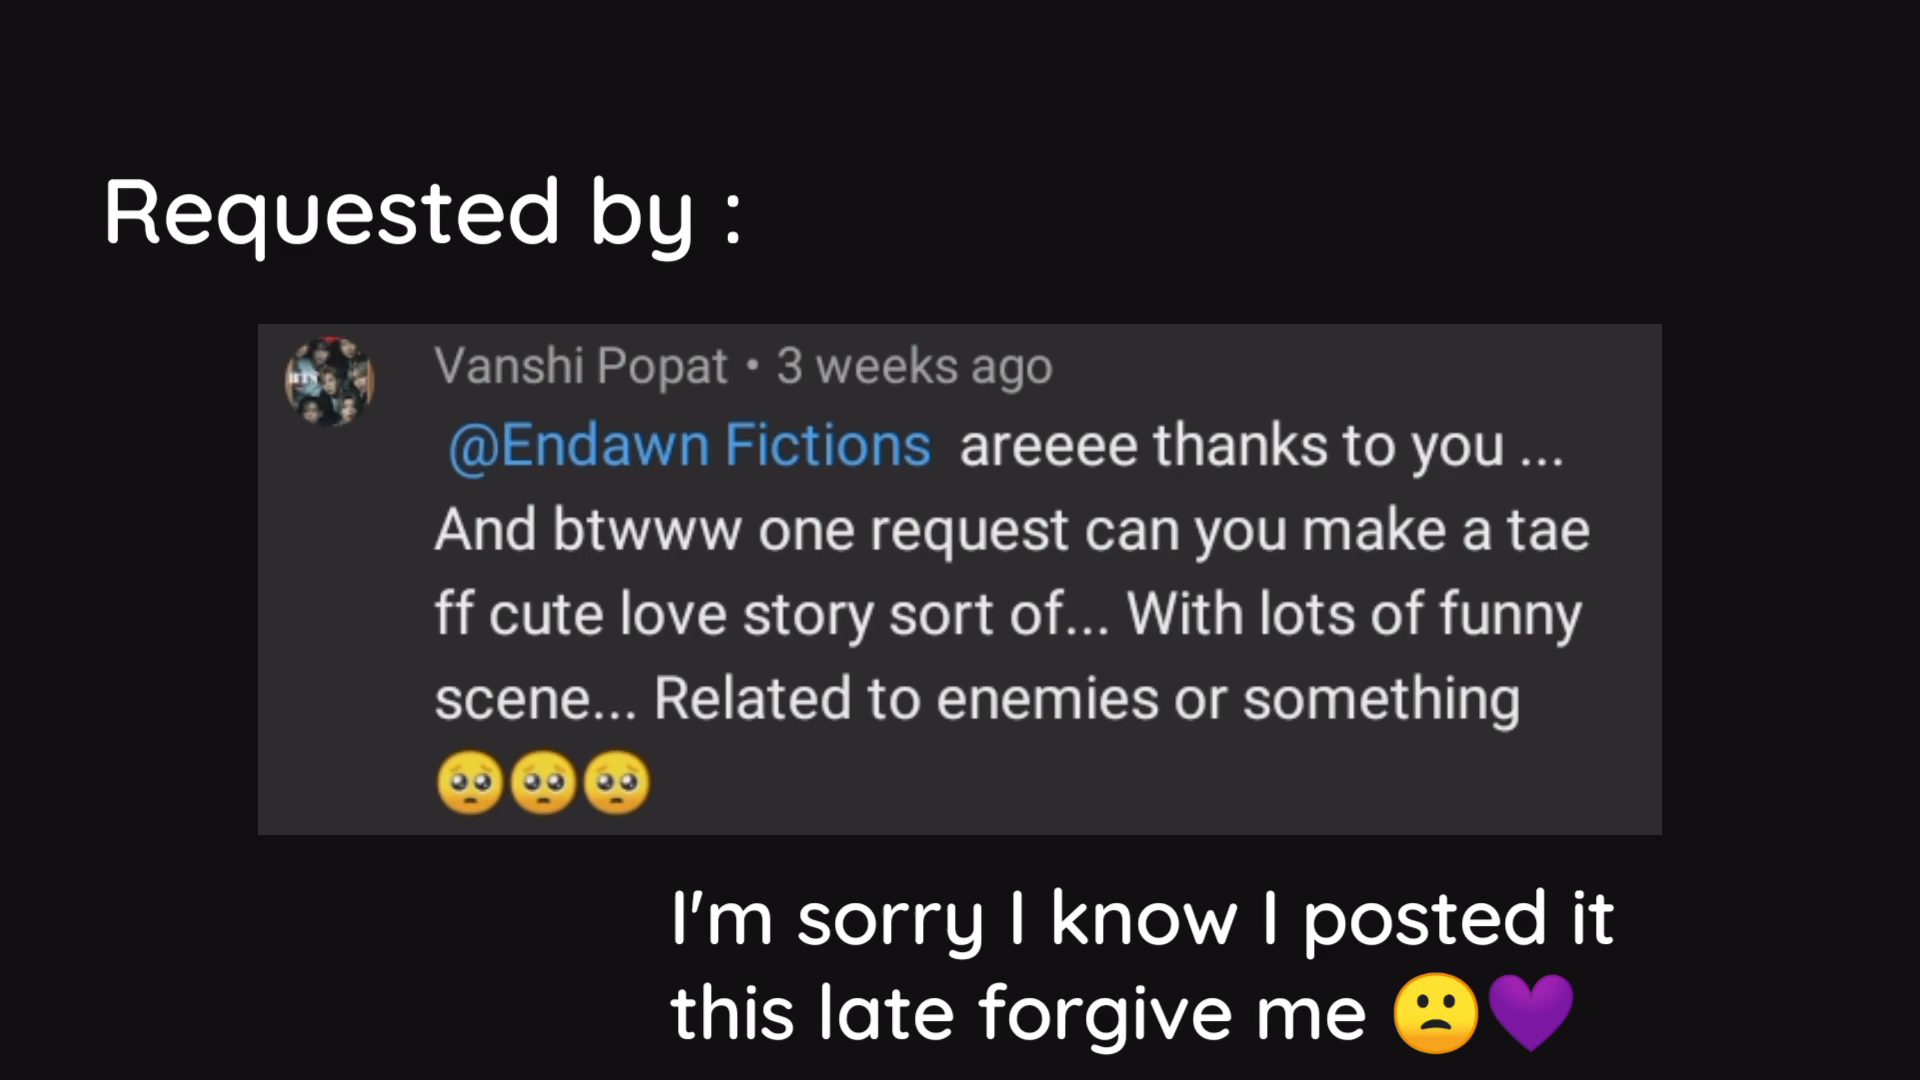 Requested by :
BTS
Vanshi Popat • 3 weeks ago
@Endawn Fictions areeee thanks to you ...
And btwww one request can you make a tae
ff cute love story sort of... With lots of funny
scene... Related to enemies or something
🥺🥺🥺
I'm sorry I know I posted it
this late forgive me 🙁💜